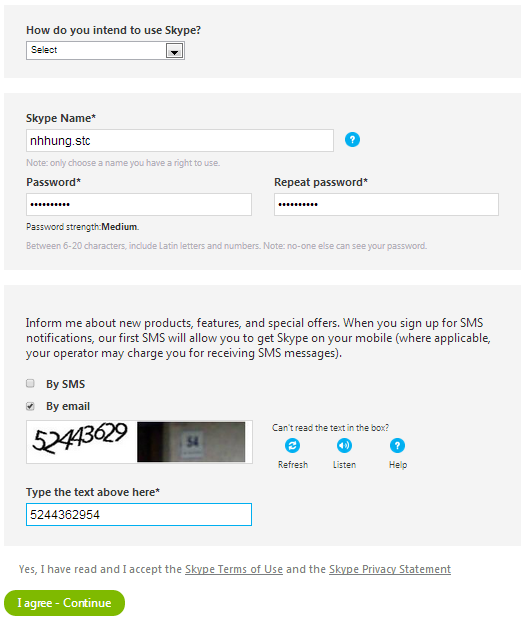 How do you intend to use Skype?
Select
Skype Name*
nhhung.stc
?
Note: only choose a name you have a right to use.
Password* Repeat password*
•••••••••• ••••••••••
Password strength:Medium.
Between 6-20 characters, include Latin letters and numbers. Note: no-one else can see your password.
Inform me about new products, features, and special offers. When you sign up for SMS
notifications, our first SMS will allow you to get Skype on your mobile (where applicable,
your operator may charge you for receiving SMS messages).
By SMS
By email
52443629 54
Can't read the text in the box?
?
Refresh Listen Help
Type the text above here*
5244362954
Yes, I have read and I accept the Skype Terms of Use and the Skype Privacy Statement
I agree - Continue